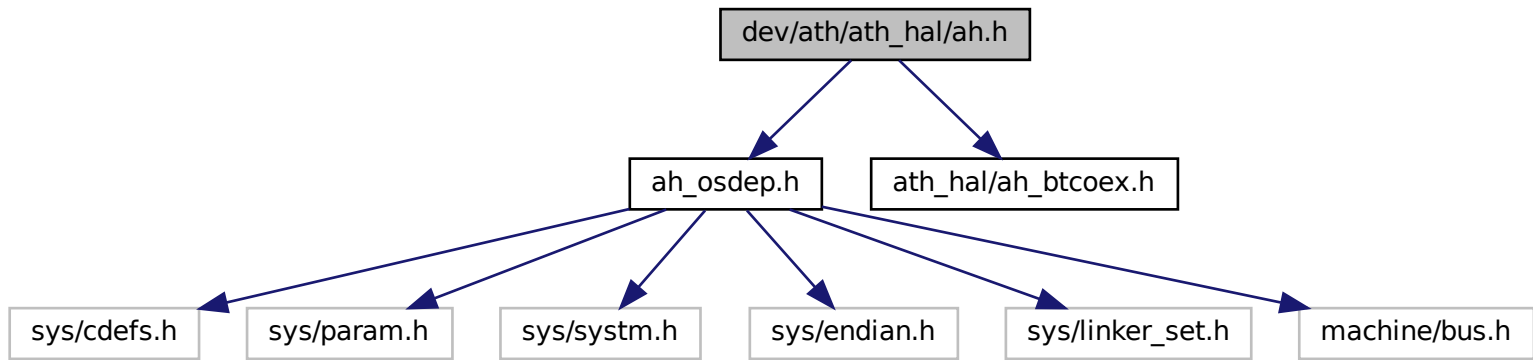 dev/ath/ath_hal/ah.h
ah_osdep.h
ath_hal/ah_btcoex.h
sys/cdefs.h
sys/param.h
sys/systm.h
sys/endian.h
sys/linker_set.h
machine/bus.h